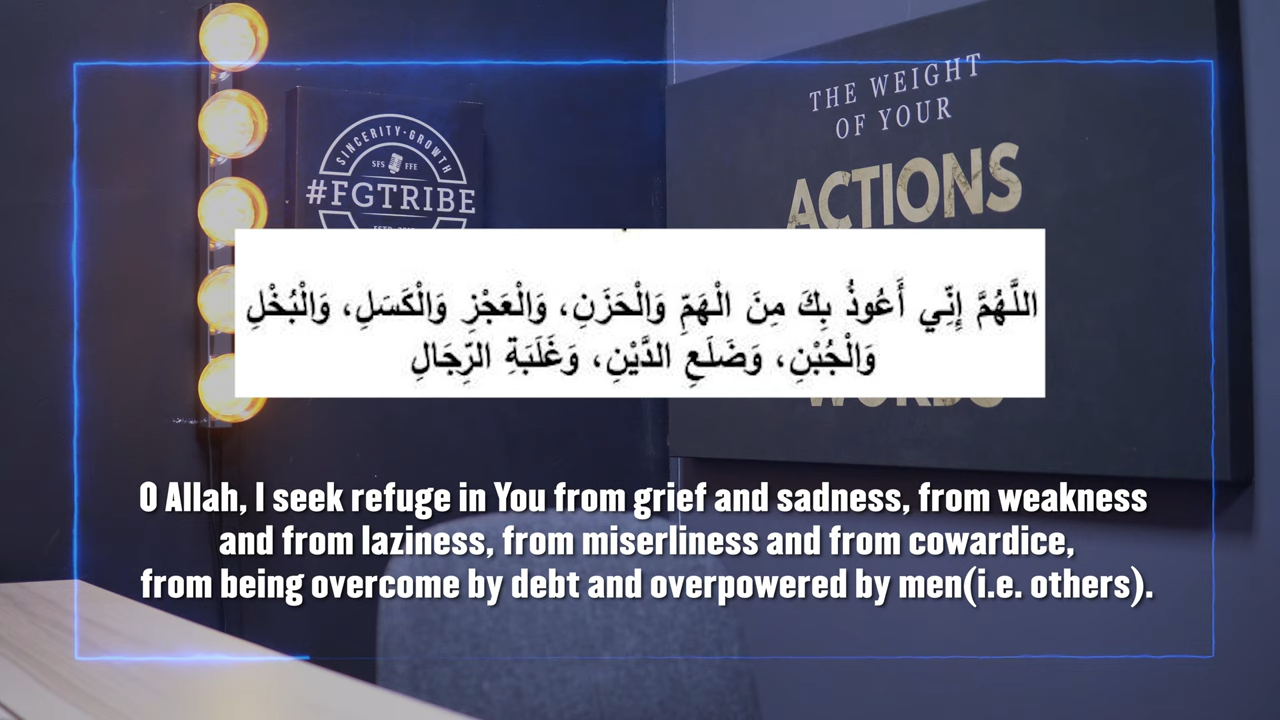 SINCERITY·GROWTH
SFS FFE
#FGTRIBE
THE WEIGHT
OF YOUR
ACTIONS
اللَّهُمَّ إِنِّي أَعُوذُ بِكَ مِنَ الْهَمِّ وَالْحَزَنِ، وَالْعَجْزِ وَالْكَسَلِ، وَالْبُخْلِ
وَالْجُبْنِ، وَضَلَعِ الدَّيْنِ، وَغَلَبَةِ الرِّجَالِ
O Allah, I seek refuge in You from grief and sadness, from weakness
and from laziness, from miserliness and from cowardice,
from being overcome by debt and overpowered by men(i.e. others).